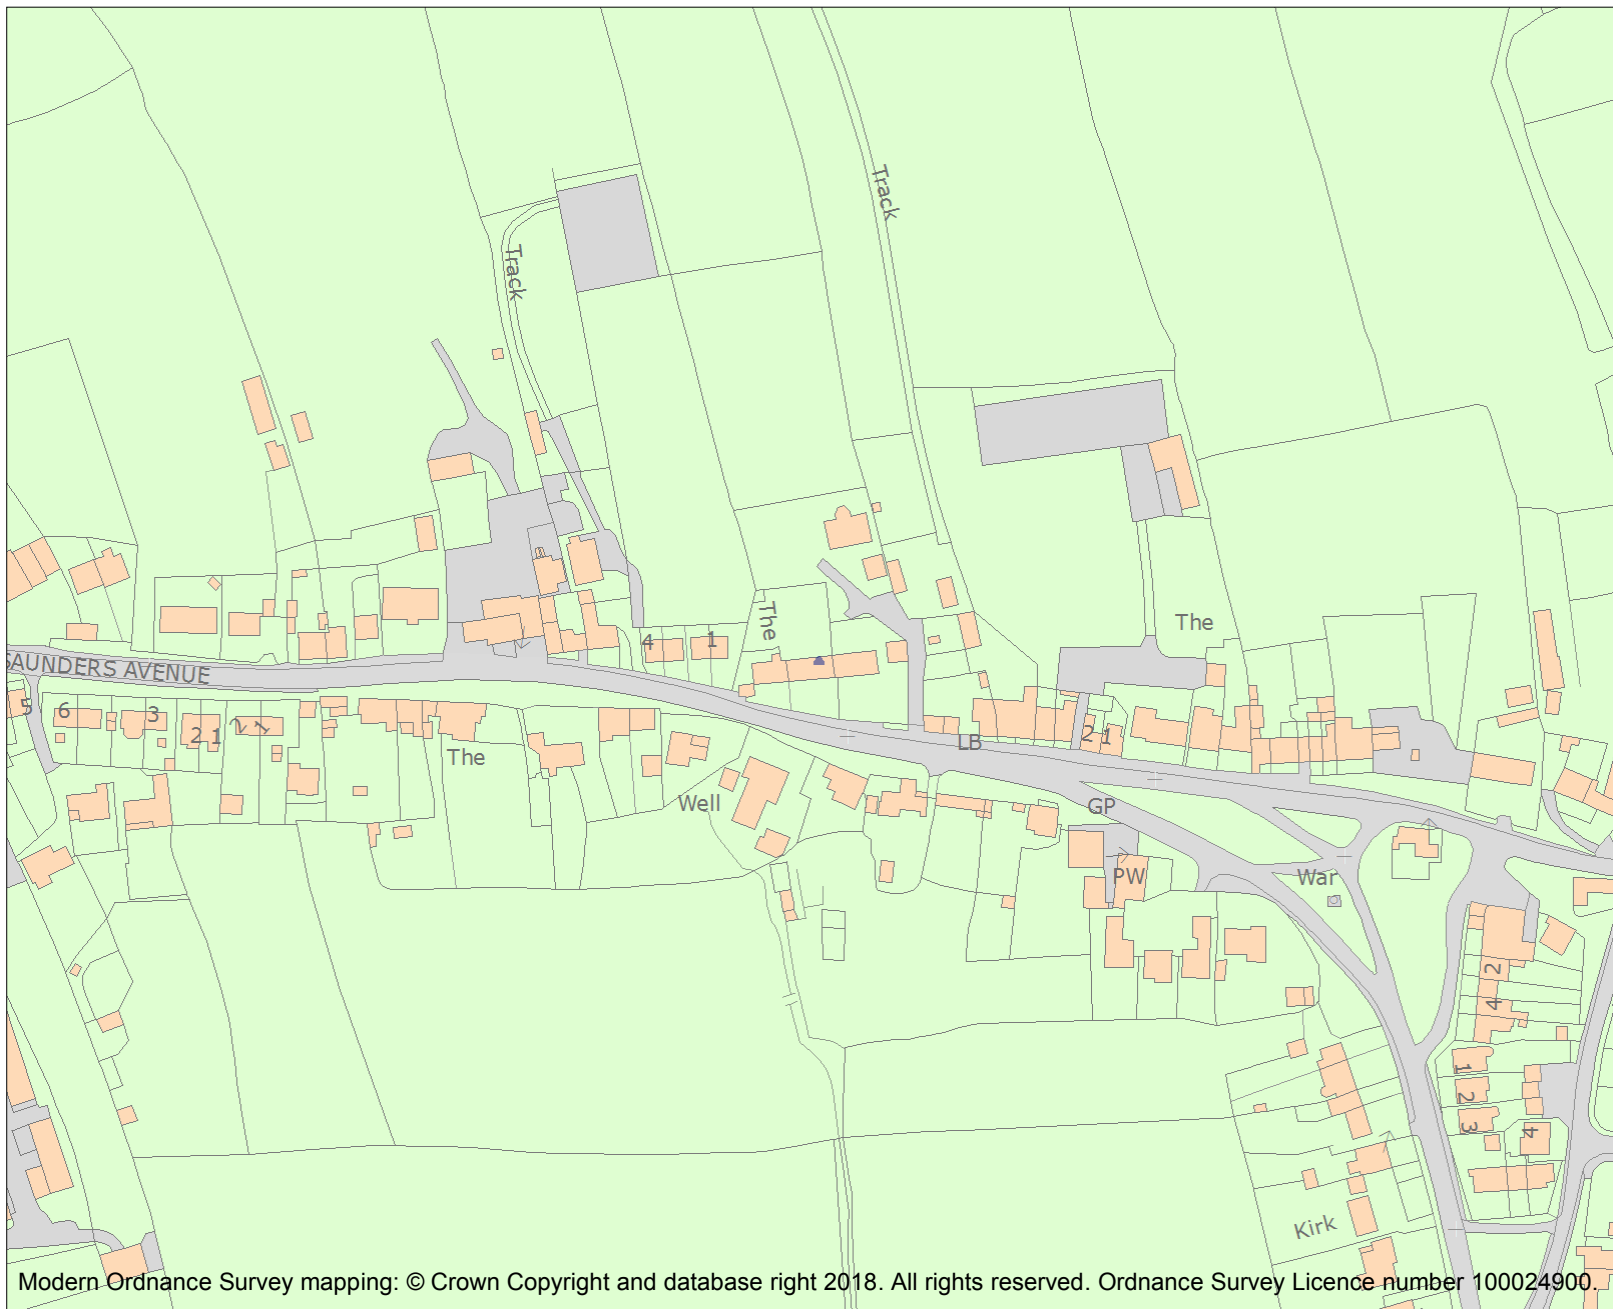 Track
Track
The
The
4
1
SAUNDERS AVENUE
5
6
3
2 1
2
1
The
LB
2 1
Well
GP
PW
War
2
4
1
2
3
4
Kirk
Modern Ordnance Survey mapping: © Crown Copyright and database right 2018. All rights reserved. Ordnance Survey Licence number 100024900.